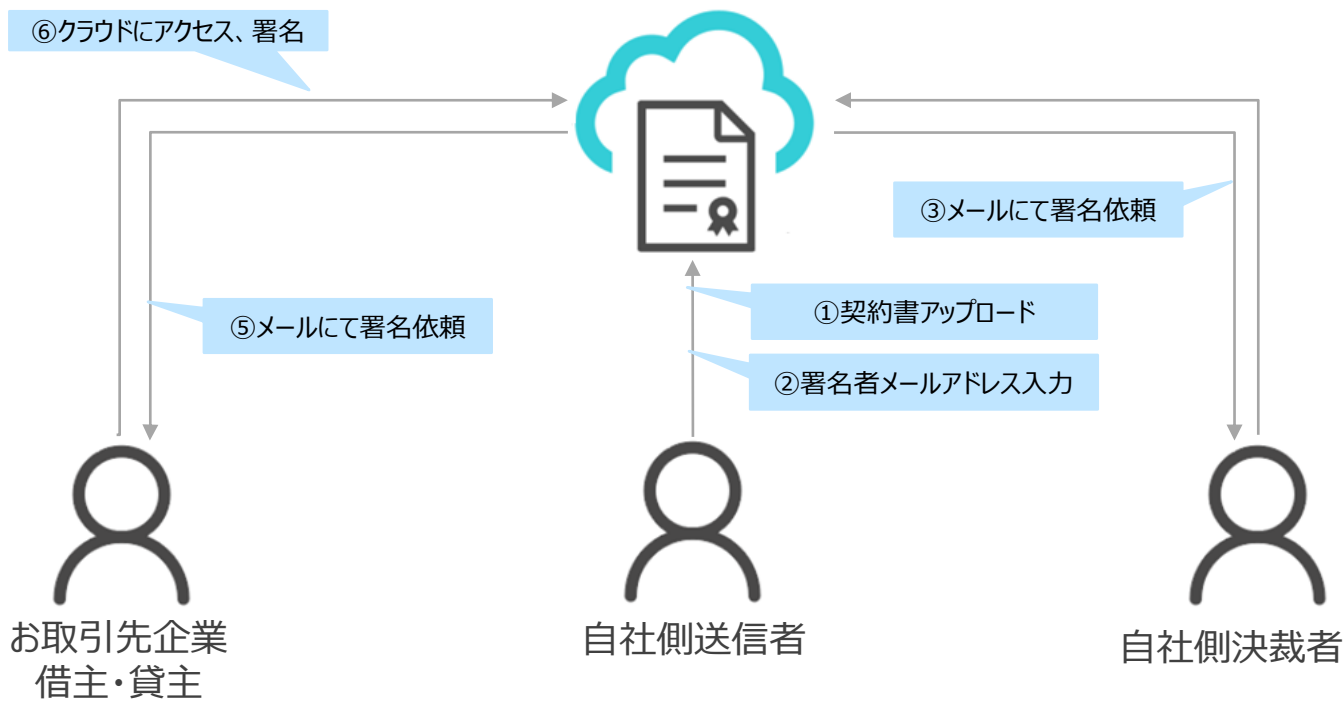 ⑥クラウドにアクセス、署名
③メールにて署名依頼
①契約書アップロード
⑤メールにて署名依頼
②署名者メールアドレス入力
お取引先企業
借主・貸主
自社側送信者
自社側決裁者